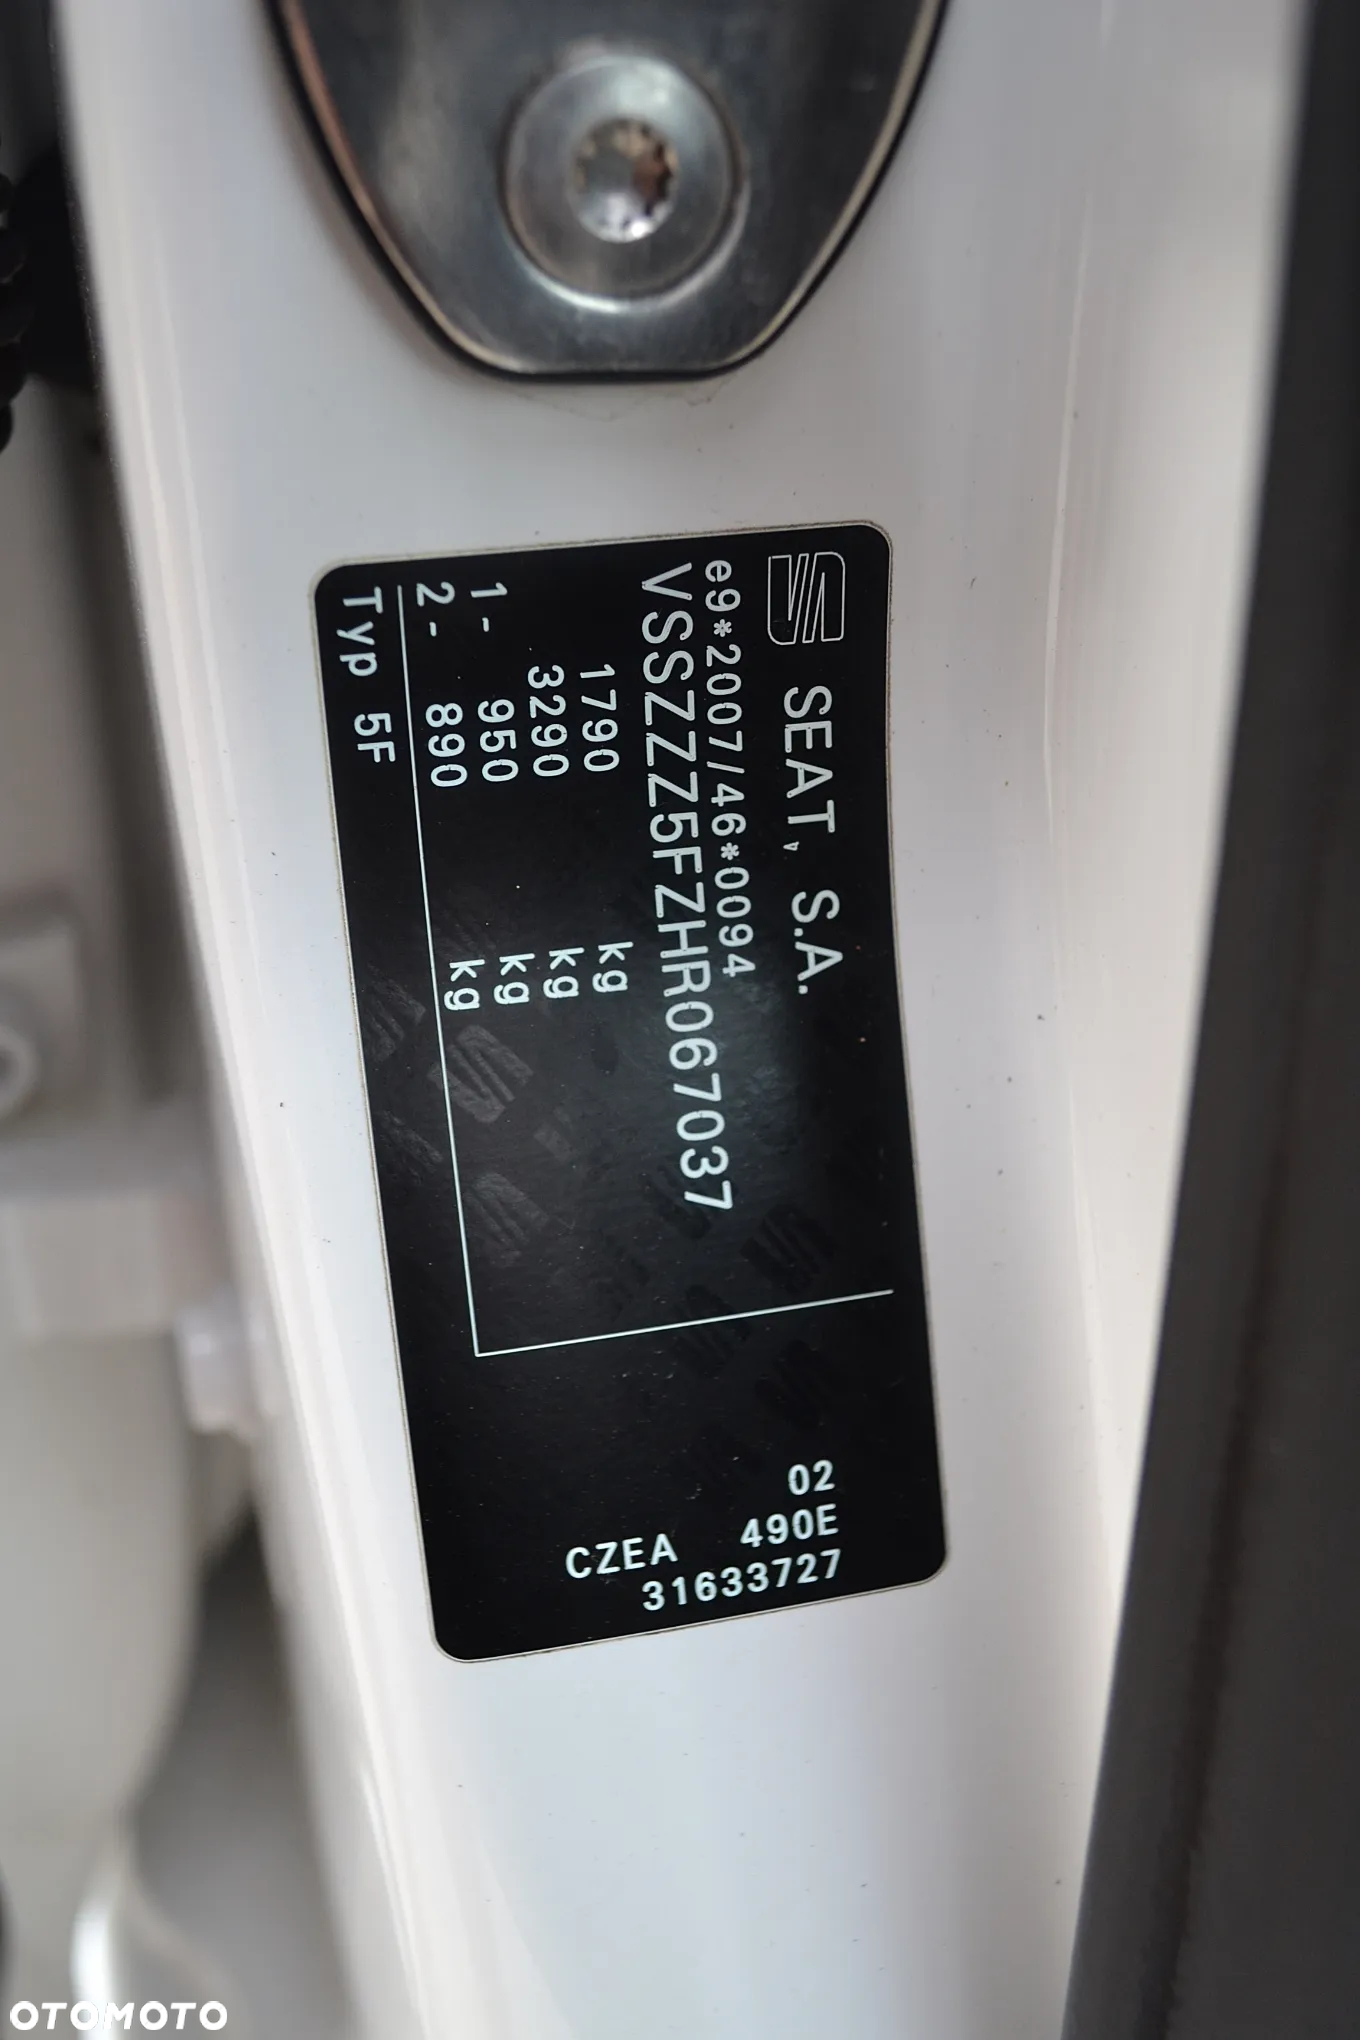 SEAT, S.A.
e9*2007/46*0094
VSSZZZ5FZHR067037
1790 kg
3290 kg
1- 950 kg
2- 890 kg
Typ 5F
02
CZEA 490E
31633727
OTOMOTO